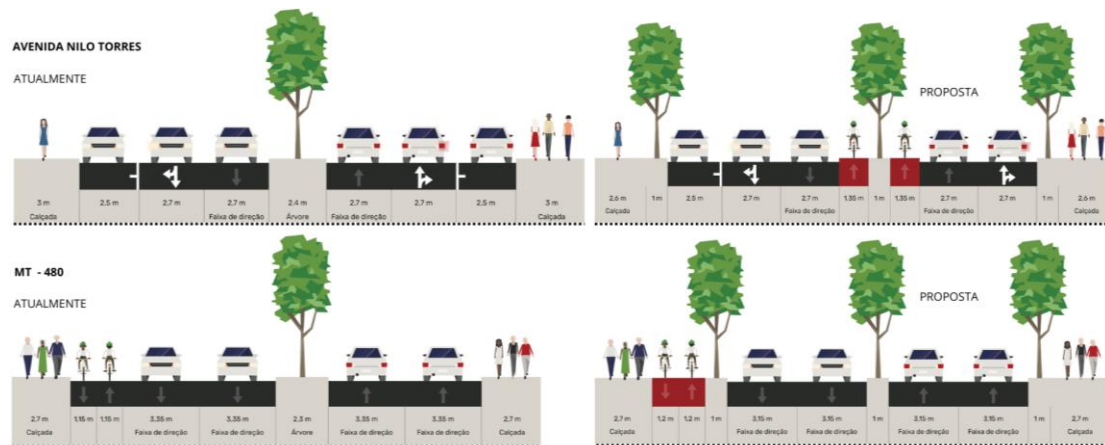 AVENIDA NILO TORRES
ATUALMENTE
3 m 2.5 m 2.7 m 2.7 m 2.4 m 2.7 m 2.7 m 2.5 m 3 m
Calçada Faixa de direção Árvore Faixa de direção Calçada
PROPOSTA
2.6 m 1 m 2.5 m 2.7 m 2.7 m 1.35 m 1 m 1.35 m 2.7 m 2.7 m 1 m 2.6 m
Calçada Faixa de direção Faixa de direção Calçada
MT - 480
ATUALMENTE
2.7 m 1.15 m 1.15 m 3.35 m 3.35 m 2.3 m 3.35 m 3.35 m 2.7 m
Calçada Faixa de direção Faixa de direção Árvore Faixa de direção Faixa de direção Calçada
PROPOSTA
2.7 m 1.2 m 1.2 m 1 m 3.15 m 3.15 m 1 m 3.15 m 3.15 m 1 m 2.7 m
Calçada Faixa de direção Faixa de direção Faixa de direção Faixa de direção Calçada